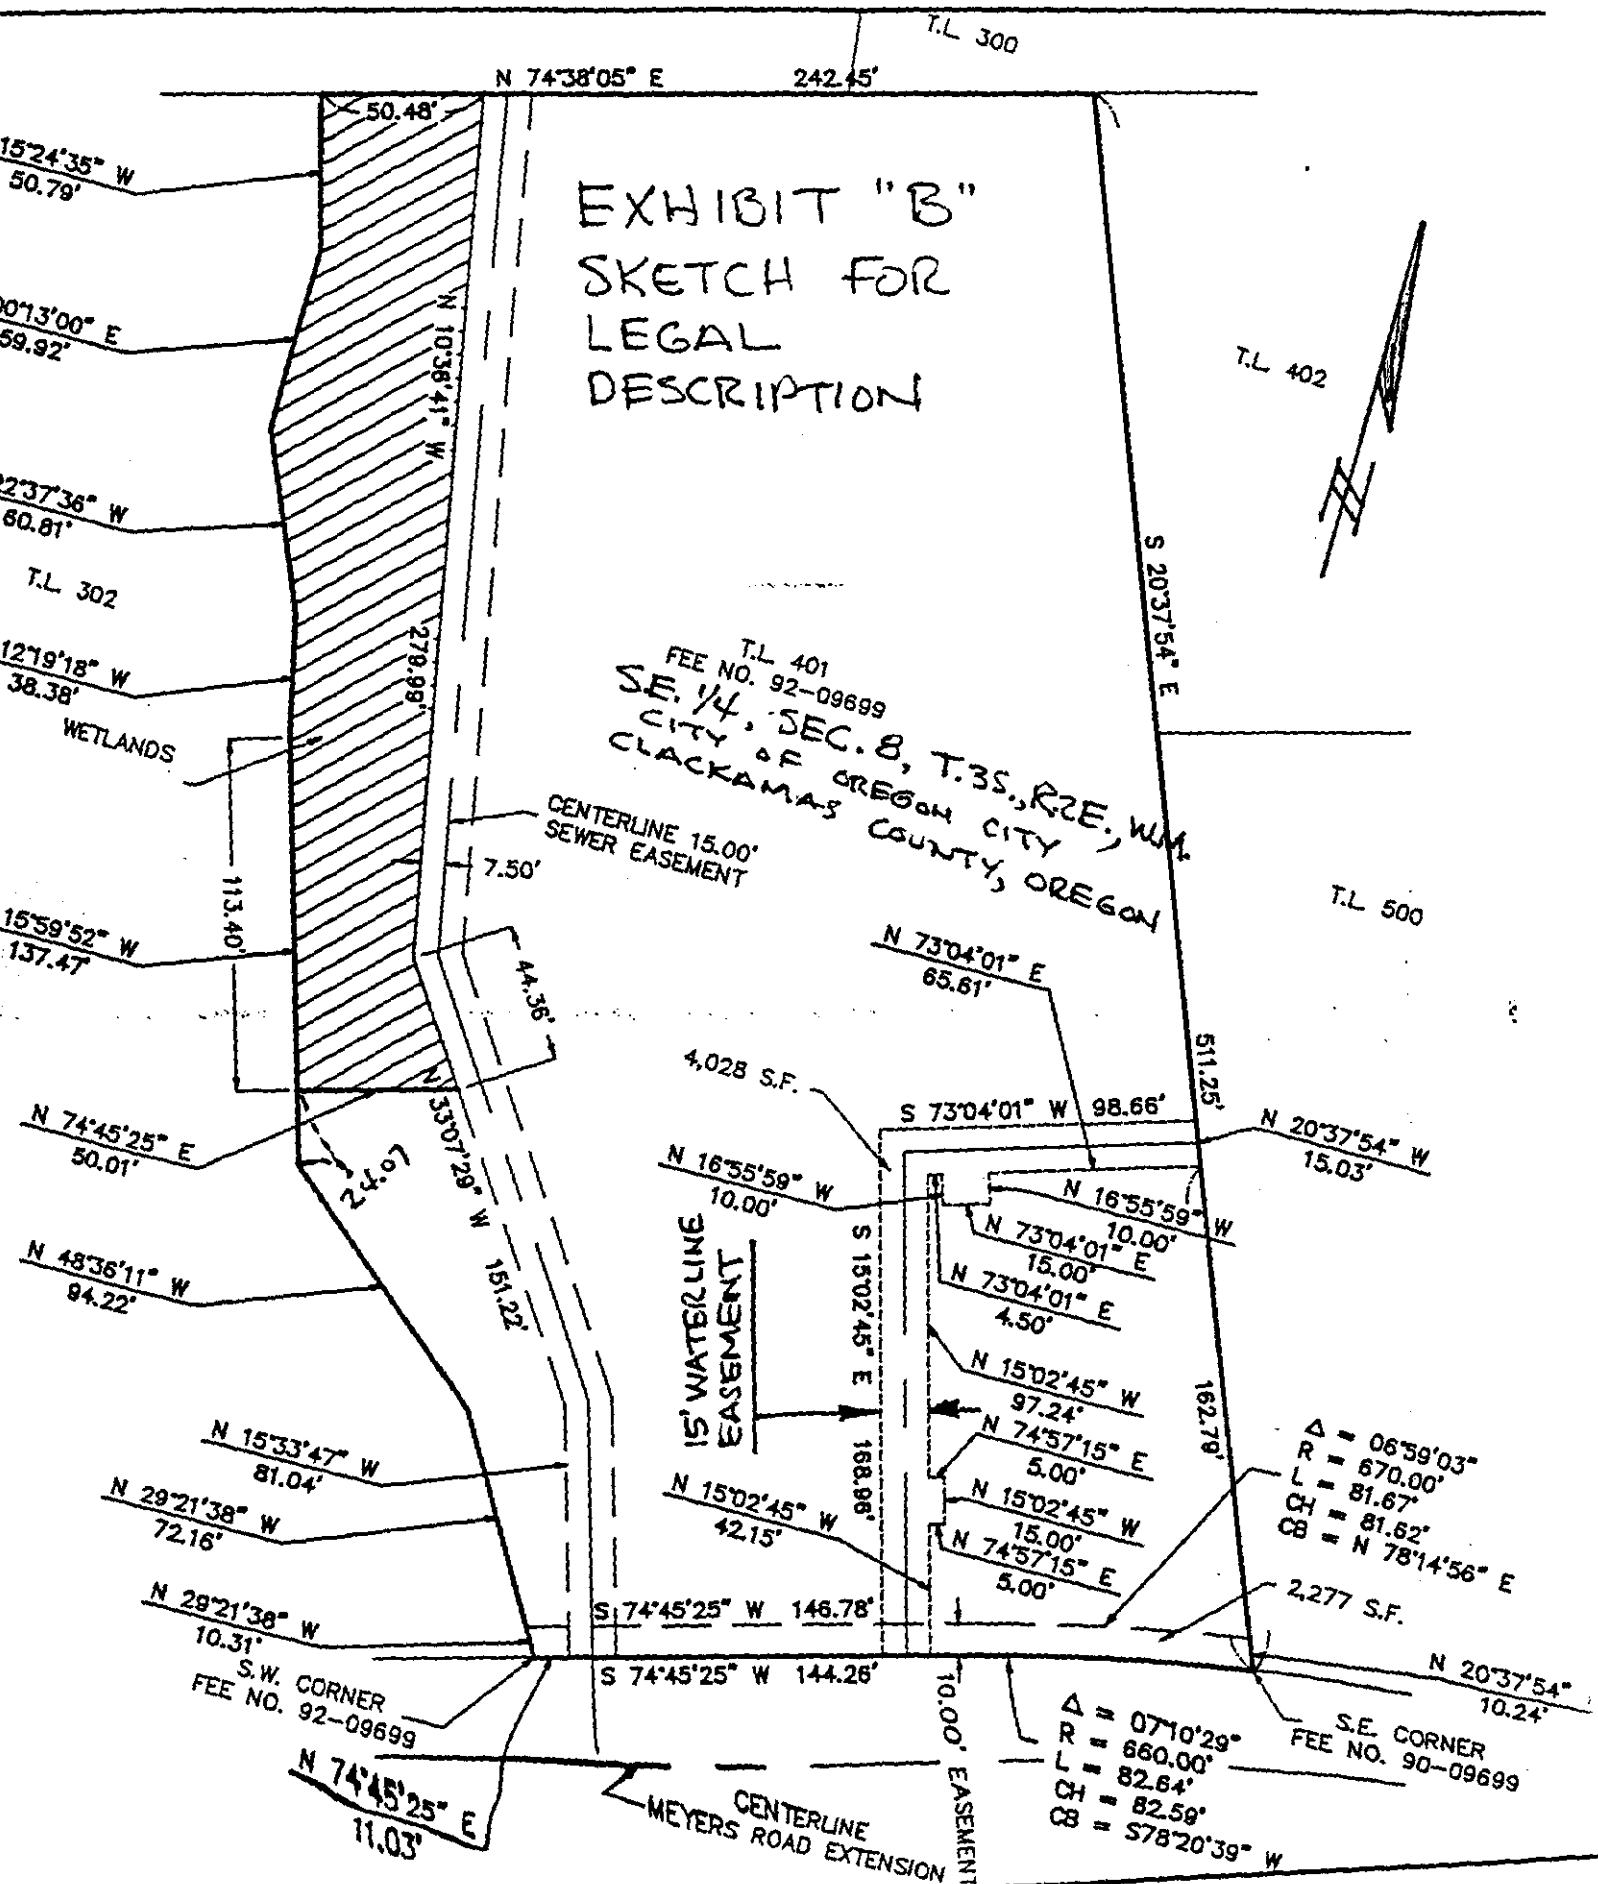 T.L 300
N 74°38'05" E 242.45'
50.48'
15°24'35" W
50.79'
EXHIBIT "B"
SKETCH FOR
LEGAL
DESCRIPTION
00°13'00" E
59.92'
N 10°36'41" W
279.99'
T.L 402
22°37'36" W
60.81'
T.L 302
S 20°37'54" E
511.25'
12°19'18" W
38.38'
WETLANDS
T.L 401
FEE NO. 92-09699
S.E. 1/4, SEC. 8, T.3S., R.2E., W.M.
CITY OF OREGON CITY
CLACKAMAS COUNTY, OREGON
CENTERLINE 15.00'
SEWER EASEMENT
7.50'
113.40'
T.L 500
15°59'52" W
137.47'
44.36'
N 73°04'01" E
65.61'
4,028 S.F.
S 73°04'01" W 98.66'
N 20°37'54" W
15.03'
N 74°45'25" E
50.01'
24.07
N 33°07'29" W 151.22'
N 16°55'59" W
10.00'
N 16°55'59" W
10.00'
N 73°04'01" E
15.00'
N 73°04'01" E
4.50'
N 48°36'11" W
94.22'
15' WATERLINE
EASEMENT
S 15°02'45" E 168.96'
N 15°02'45" W
97.24'
162.79'
N 74°57'15" E
5.00'
N 15°33'47" W
81.04'
N 29°21'38" W
72.16'
N 15°02'45" W
42.15'
N 15°02'45" W
15.00'
N 74°57'15" E
5.00'
Δ = 06°59'03"
R = 670.00'
L = 81.67'
CH = 81.62'
CB = N 78°14'56" E
2,277 S.F.
N 29°21'38" W
10.31'
S 74°45'25" W 146.78'
S.W. CORNER
FEE NO. 92-09699
S 74°45'25" W 144.26'
10.00' EASEMENT
N 20°37'54"
10.24'
S.E. CORNER
FEE NO. 90-09699
N 74°45'25" E
11.03'
Δ = 07°10'29"
R = 660.00'
L = 82.64'
CH = 82.59'
CB = S78°20'39" W
CENTERLINE
MEYERS ROAD EXTENSION